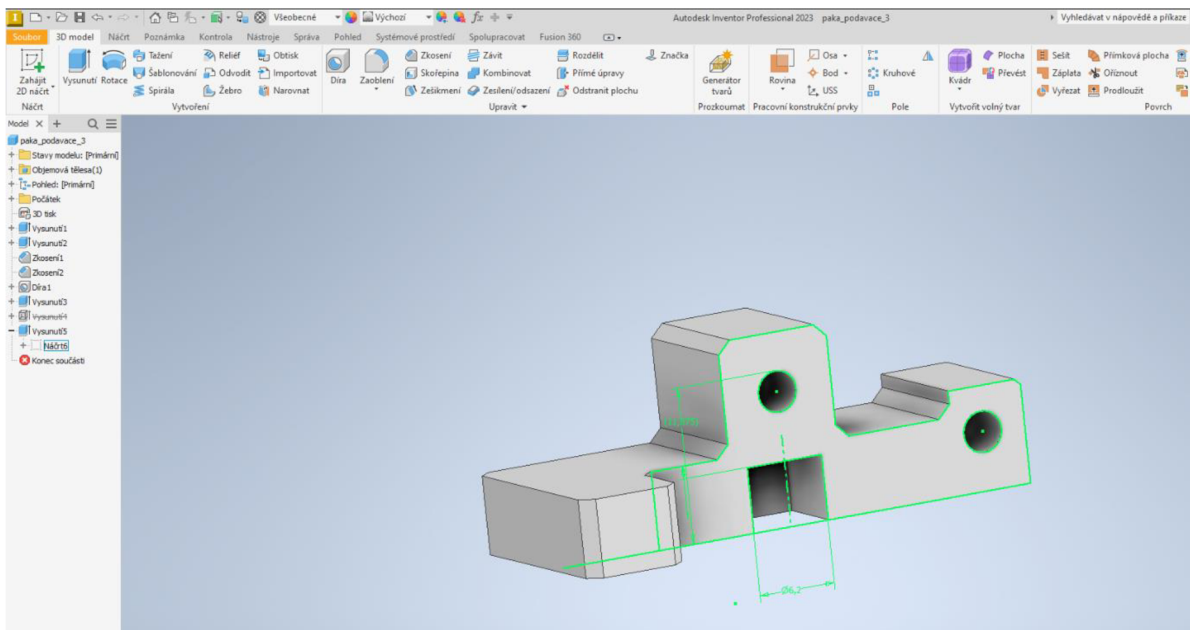 Všeobecné Výchozí fx Autodesk Inventor Professional 2023 paka_podavace_3 Vyhledávat v nápovědě a příkaze
Soubor 3D model Náčrt Poznámka Kontrola Nástroje Správa Pohled Systémové prostředí Spolupracovat Fusion 360
Zahájit 2D náčrt
Náčrt
Vysunutí Rotace
Tažení Reliéf Obtisk
Šablonování Odvodit Importovat
Spirála Žebro Narovnat
Vytvoření
Díra Zaoblení
Zkosení Závit Rozdělit Značka
Skořepina Kombinovat Přímé úpravy
Zešikmení Zesílení/odsazení Odstranit plochu
Upravit
Generátor tvarů
Prozkoumat
Rovina
Osa
Bod
USS
Pracovní konstrukční prvky
Kruhové
Pole
Kvádr
Plocha
Převést
Vytvořit volný tvar
Sešít Přímková plocha
Záplata Oříznout
Vyřezat Prodloužit
Povrch
Model
paka_podavace_3
Stavy modelu: [Primární]
Objemová tělesa(1)
Pohled: [Primární]
Počátek
3D tisk
Vysunutí1
Vysunutí2
Zkosení1
Zkosení2
Díra1
Vysunutí3
Vysunutí4
Vysunutí5
Náčrt6
Konec součásti
Ø6,2